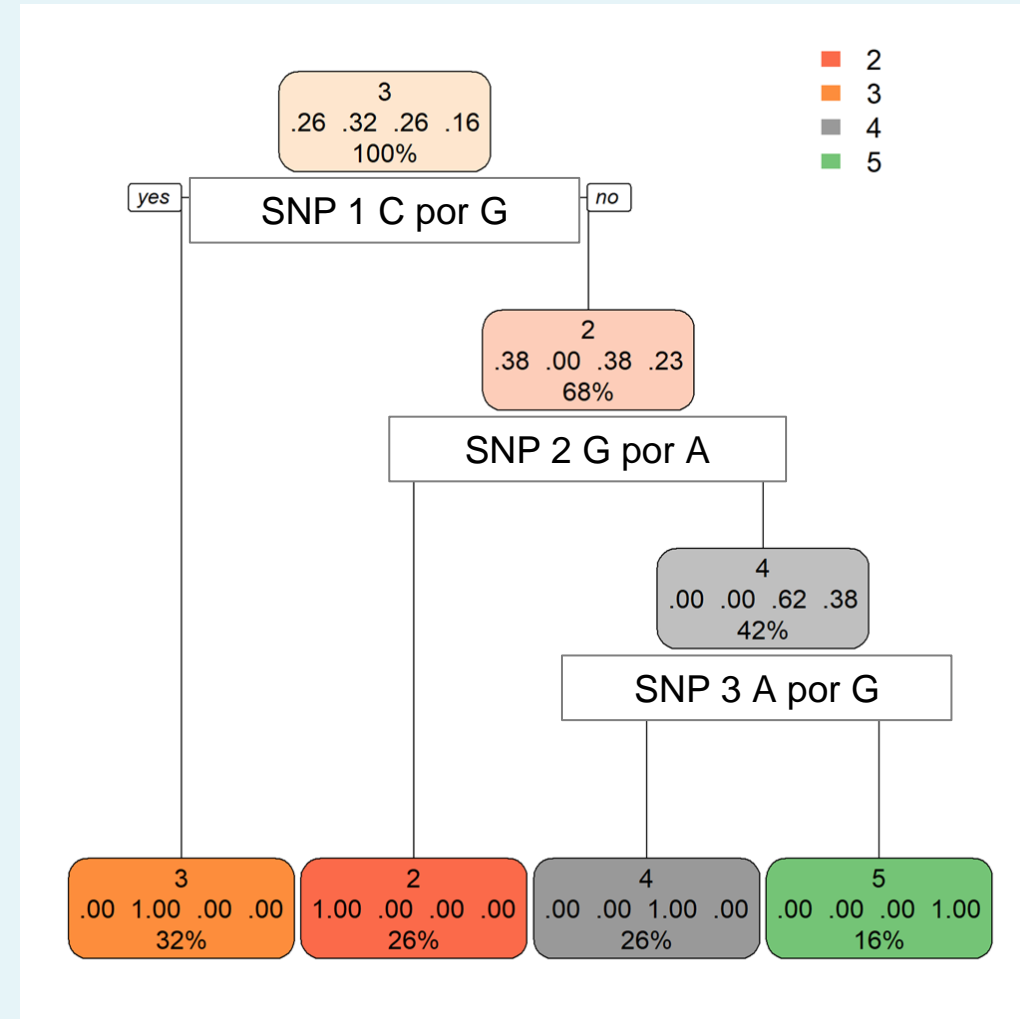 2
3
4
5
3
.26 .32 .26 .16
100%
yes
SNP 1 C por G
no
2
.38 .00 .38 .23
68%
SNP 2 G por A
4
.00 .00 .62 .38
42%
SNP 3 A por G
3
.00 1.00 .00 .00
32%
2
1.00 .00 .00 .00
26%
4
.00 .00 1.00 .00
26%
5
.00 .00 .00 1.00
16%